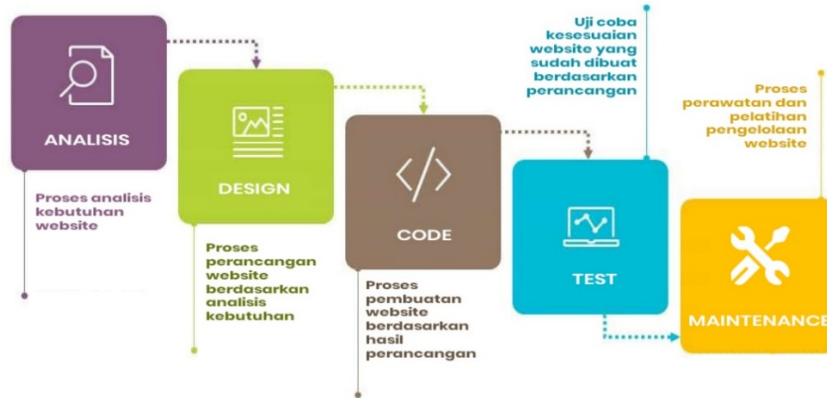 ANALISIS
Proses analisis
kebutuhan
website
DESIGN
Proses
perancangan
website
berdasarkan
analisis
kebutuhan
</>
CODE
Proses
pembuatan
website
berdasarkan
hasil
perancangan
Uji coba
kesesuaian
website yang
sudah dibuat
berdasarkan
perancangan
TEST
Proses
perawatan dan
pelatihan
pengelolaan
website
MAINTENANCE